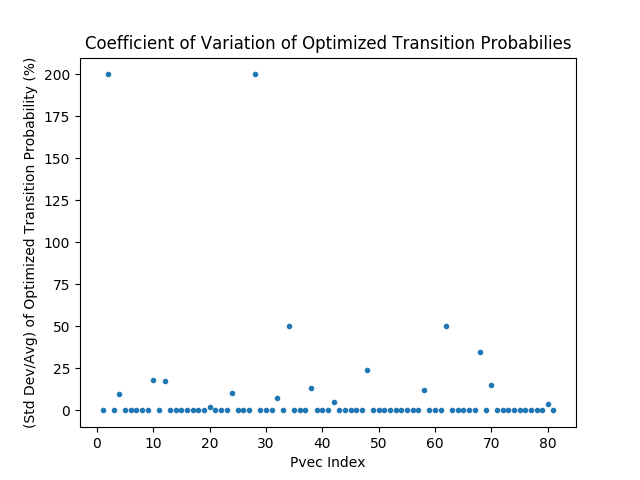 Coefficient of Variation of Optimized Transition Probabilies
(Std Dev/Avg) of Optimized Transition Probability (%)
200
175
150
125
100
75
50
25
0
0 10 20 30 40 50 60 70 80
Pvec Index